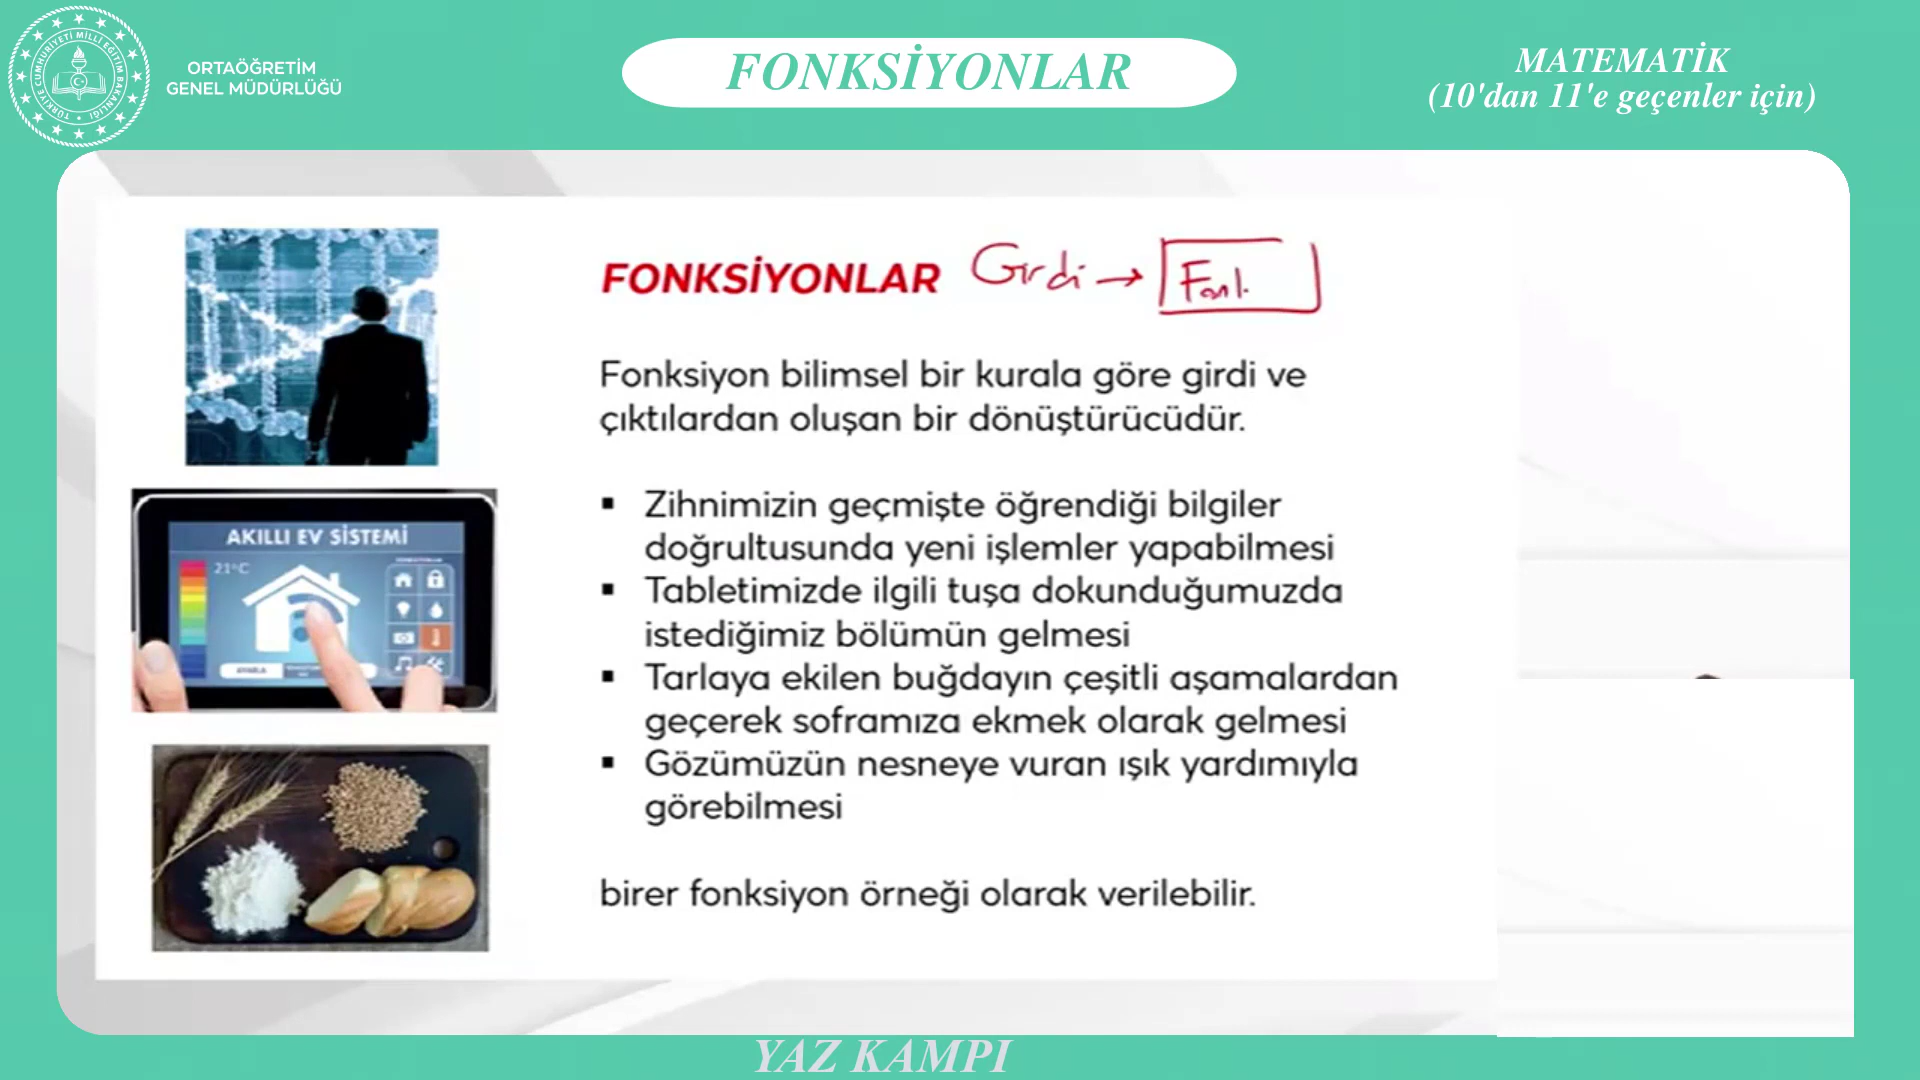 ORTAÖĞRETİM
GENEL MÜDÜRLÜĞÜ
FONKSİYONLAR
MATEMATİK
(10'dan 11'e geçenler için)
FONKSİYONLAR Girdi → Fonk.
Fonksiyon bilimsel bir kurala göre girdi ve
çıktılardan oluşan bir dönüştürücüdür.
▪ Zihnimizin geçmişte öğrendiği bilgiler
doğrultusunda yeni işlemler yapabilmesi
▪ Tabletimizde ilgili tuşa dokunduğumuzda
istediğimiz bölümün gelmesi
▪ Tarlaya ekilen buğdayın çeşitli aşamalardan
geçerek soframıza ekmek olarak gelmesi
▪ Gözümüzün nesneye vuran ışık yardımıyla
görebilmesi
birer fonksiyon örneği olarak verilebilir.
AKILLI EV SİSTEMİ
21°C
YAZ KAMPI